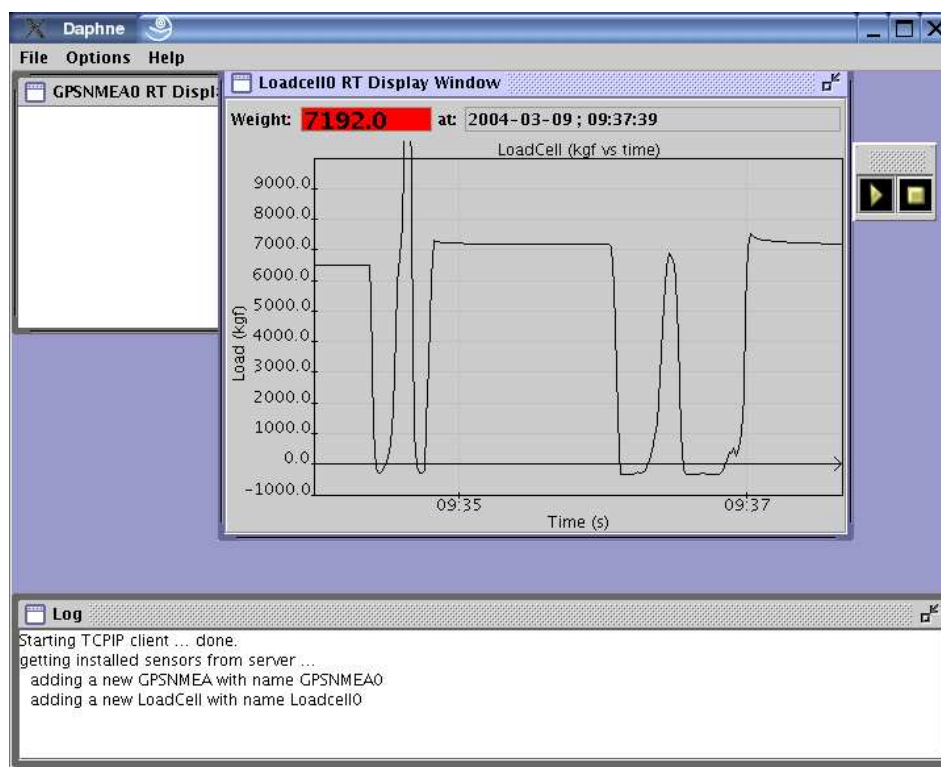 Daphne
File Options Help
GPSNMEA0 RT Displ
Loadcell0 RT Display Window
Weight: 7192.0 at: 2004-03-09 ; 09:37:39
LoadCell (kgf vs time)
9000.0
8000.0
7000.0
6000.0
5000.0
4000.0
3000.0
2000.0
1000.0
0.0
-1000.0
Load (kgf)
09:35 09:37
Time (s)
Log
Starting TCPIP client ... done.
getting installed sensors from server ...
adding a new GPSNMEA with name GPSNMEA0
adding a new LoadCell with name Loadcell0